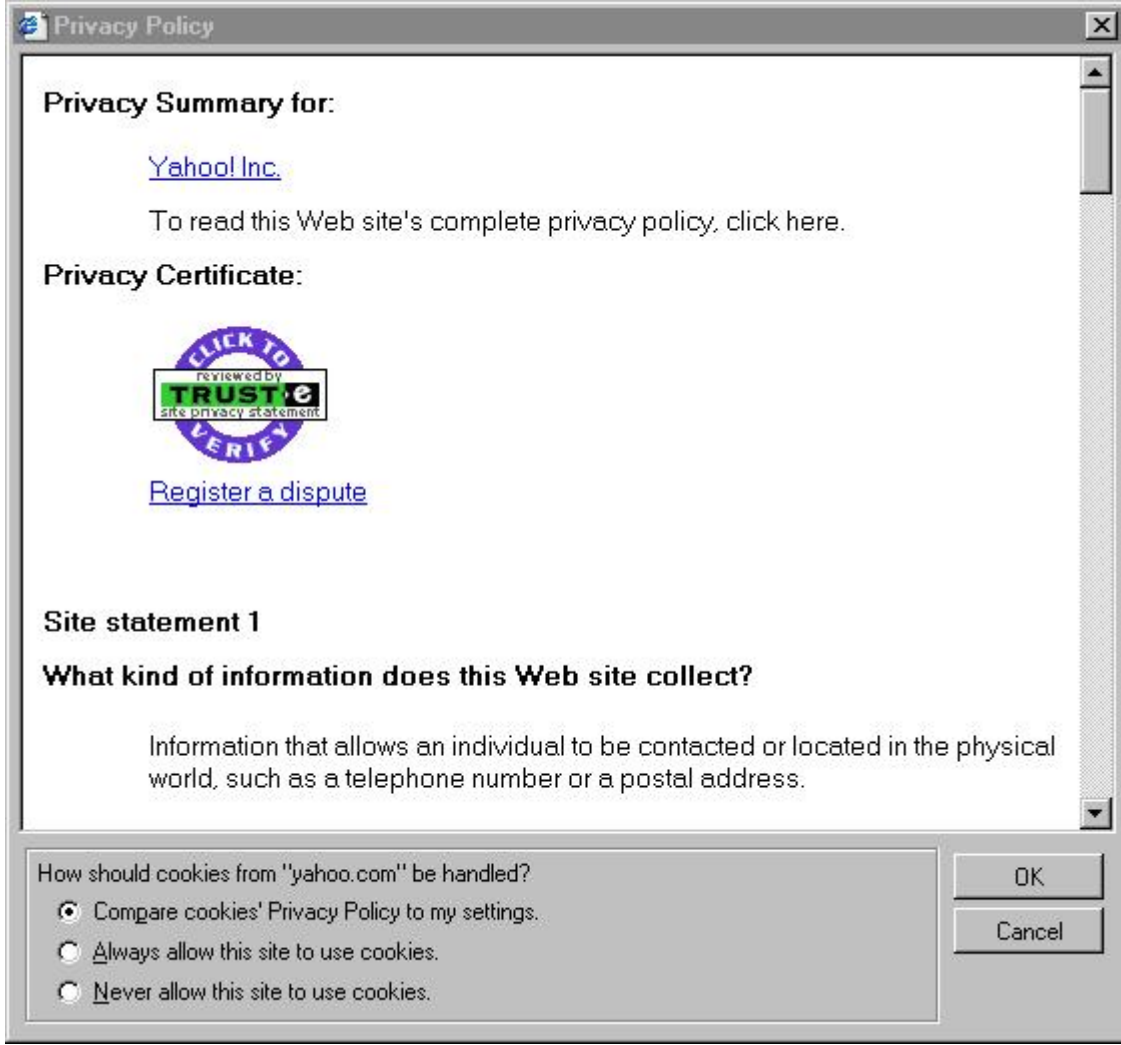 Privacy Policy
Privacy Summary for:
Yahoo! Inc.
To read this Web site's complete privacy policy, click here.
Privacy Certificate:
CLICK TO
reviewed by
TRUST e
site privacy statement
VERIFY
Register a dispute
Site statement 1
What kind of information does this Web site collect?
Information that allows an individual to be contacted or located in the physical
world, such as a telephone number or a postal address.
How should cookies from "yahoo.com" be handled?
Compare cookies' Privacy Policy to my settings.
Always allow this site to use cookies.
Never allow this site to use cookies.
OK
Cancel